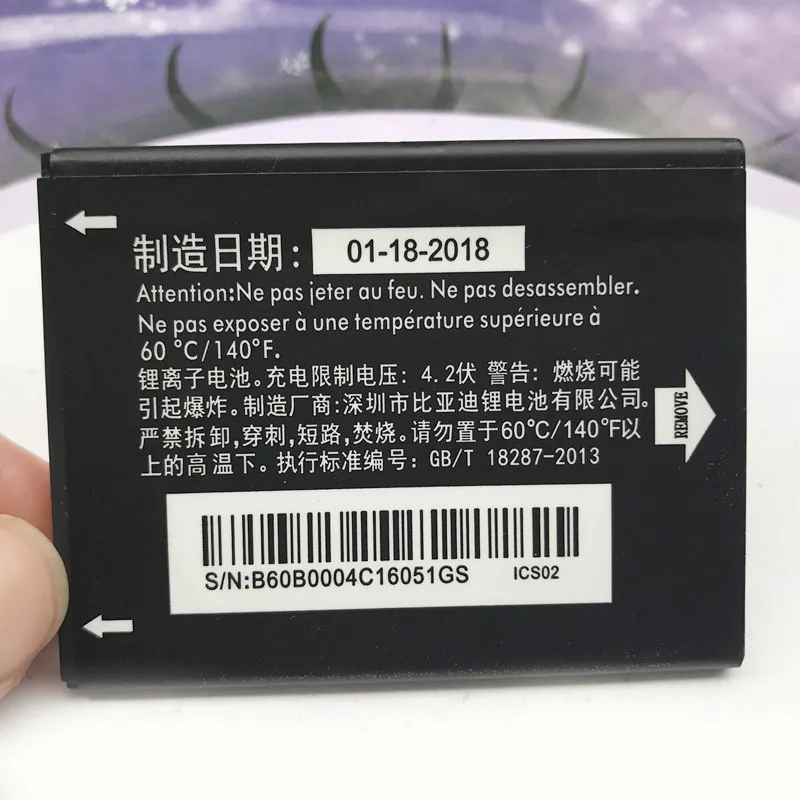 制造日期: 01-18-2018
Attention:Ne pas jeter au feu. Ne pas desassembler.
Ne pas exposer à une température supérieure à
60 °C/140°F.
锂离子电池。充电限制电压: 4.2伏 警告: 燃烧可能
引起爆炸。制造厂商:深圳市比亚迪锂电池有限公司。
严禁拆卸,穿刺,短路,焚烧。请勿置于60℃/140°F以
上的高温下。执行标准编号: GB/T 18287-2013
REMOVE
S/N:B60B0004C16051GS ICS02